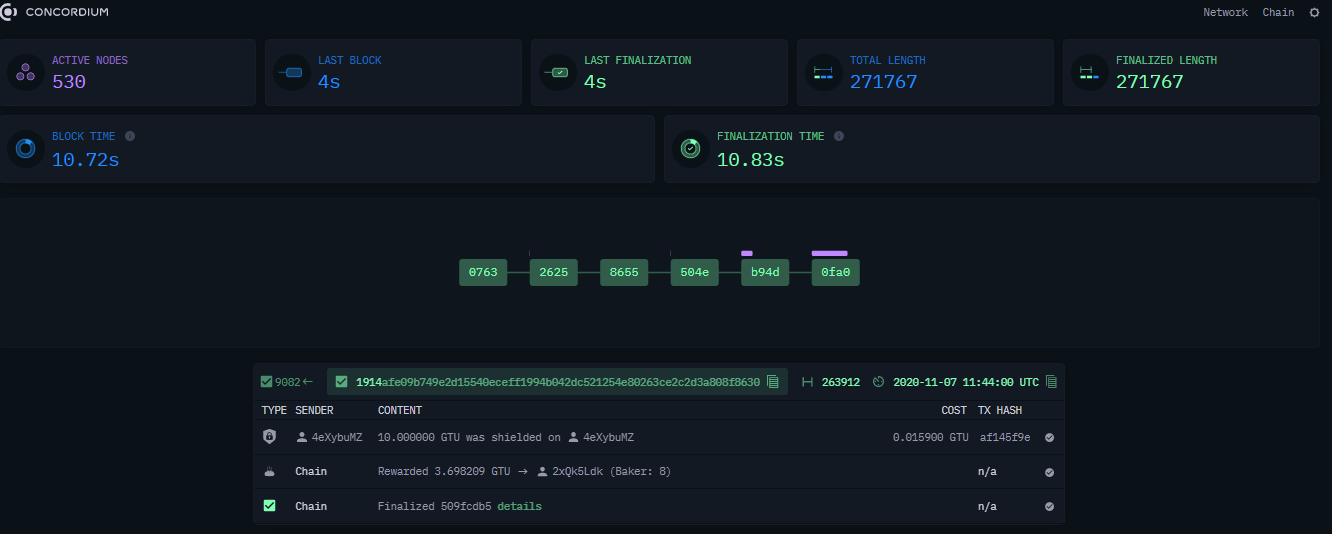 CONCORDIUM
Network Chain
ACTIVE NODES
530
LAST BLOCK
4s
LAST FINALIZATION
4s
TOTAL LENGTH
271767
FINALIZED LENGTH
271767
BLOCK TIME
10.72s
FINALIZATION TIME
10.83s
0763 2625 8655 504e b94d 0fa0
9082← 1914afe09b749e2d15540eceff1994b042dc521254e80263ce2c2d3a808f8630 263912 2020-11-07 11:44:00 UTC
TYPE SENDER CONTENT COST TX HASH
4eXybuMZ 10.000000 GTU was shielded on 4eXybuMZ 0.015900 GTU af145f9e
Chain Rewarded 3.698209 GTU → 2xQk5Ldk (Baker: 8) n/a
Chain Finalized 509fcdb5 details n/a